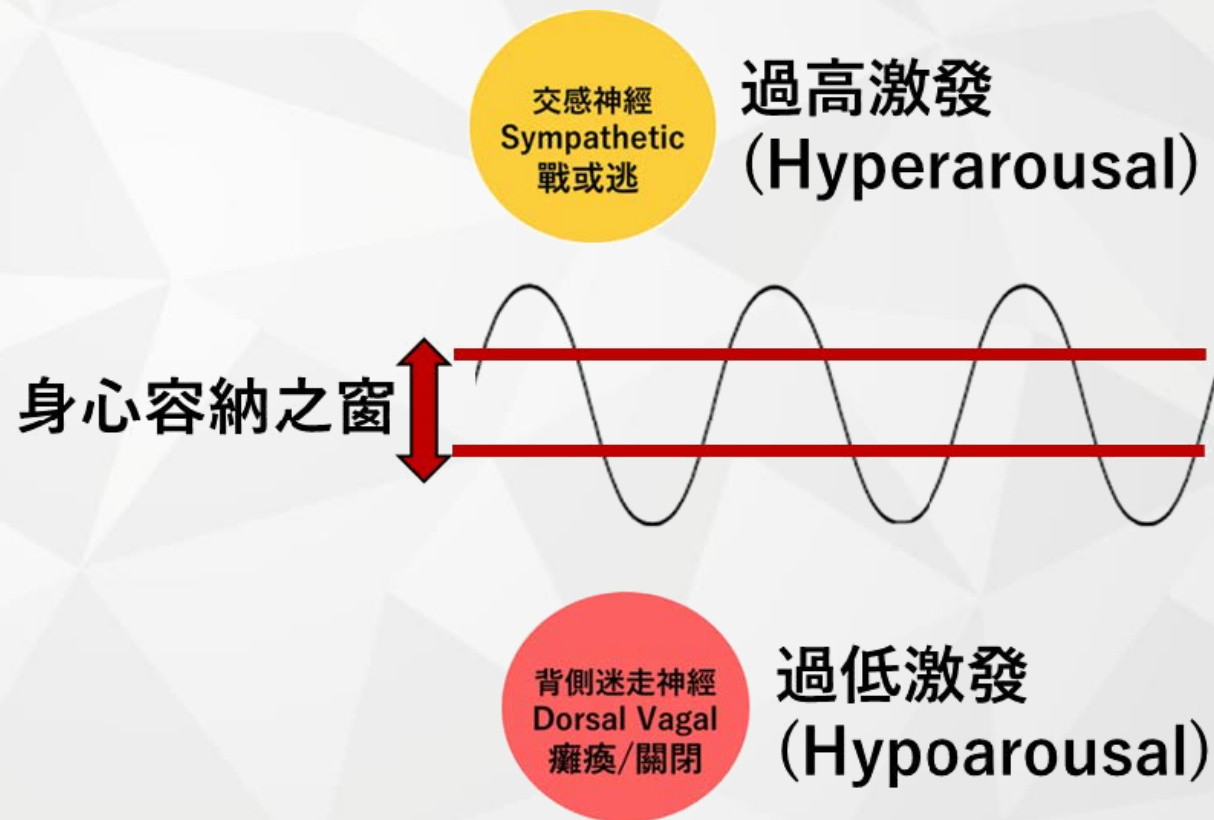 交感神經
Sympathetic
戰或逃
過高激發
(Hyperarousal)
身心容納之窗
背側迷走神經
Dorsal Vagal
癱瘓/關閉
過低激發
(Hypoarousal)